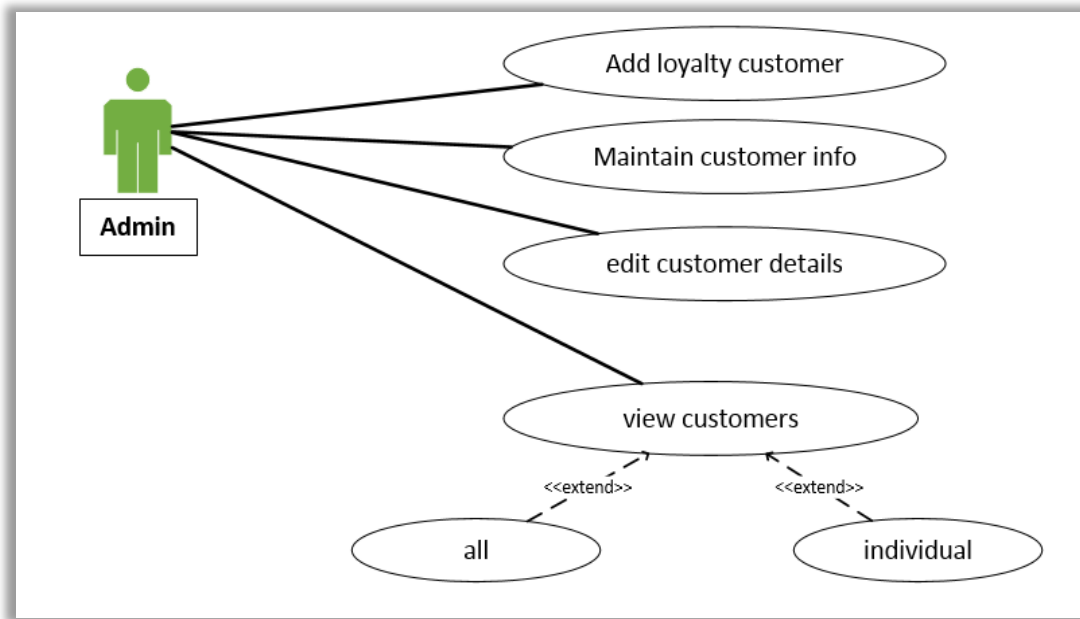 Add loyalty customer
Maintain customer info
Admin
edit customer details
view customers
<<extend>>
<<extend>>
all
individual